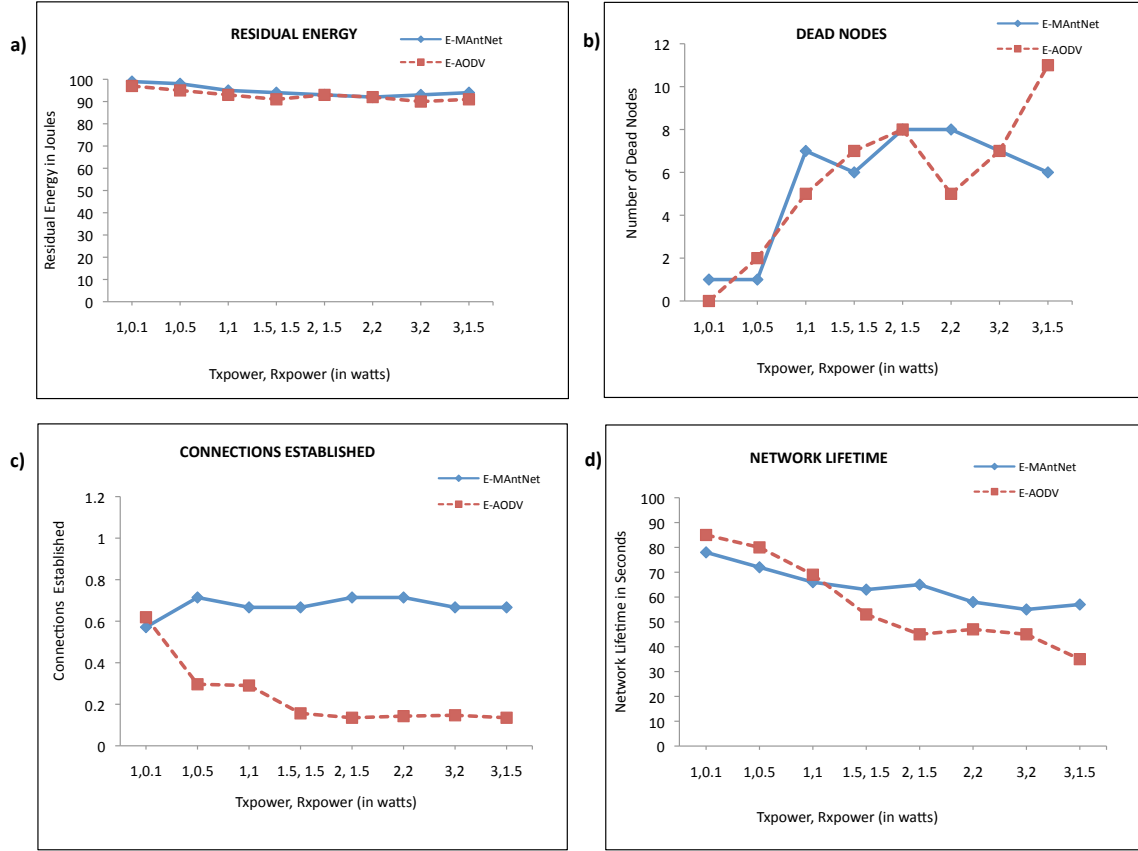 a)
RESIDUAL ENERGY
E-MAntNet
E-AODV
Residual Energy in Joules
100
90
80
70
60
50
40
30
20
10
0
1,0.1 1,0.5 1,1 1.5, 1.5 2, 1.5 2,2 3,2 3,1.5
Txpower, Rxpower (in watts)
b)
DEAD NODES
E-MAntNet
E-AODV
Number of Dead Nodes
12
10
8
6
4
2
0
1,0.1 1,0.5 1,1 1.5, 1.5 2, 1.5 2,2 3,2 3,1.5
Txpower, Rxpower (in watts)
c)
CONNECTIONS ESTABLISHED
E-MAntNet
E-AODV
Connections Established
1.2
1
0.8
0.6
0.4
0.2
0
1,0.1 1,0.5 1,1 1.5, 1.5 2, 1.5 2,2 3,2 3,1.5
Txpower, Rxpower (in watts)
d)
NETWORK LIFETIME
E-MAntNet
E-AODV
Network Lifetime in Seconds
100
90
80
70
60
50
40
30
20
10
0
1,0.1 1,0.5 1,1 1.5, 1.5 2, 1.5 2,2 3,2 3,1.5
Txpower, Rxpower (in watts)